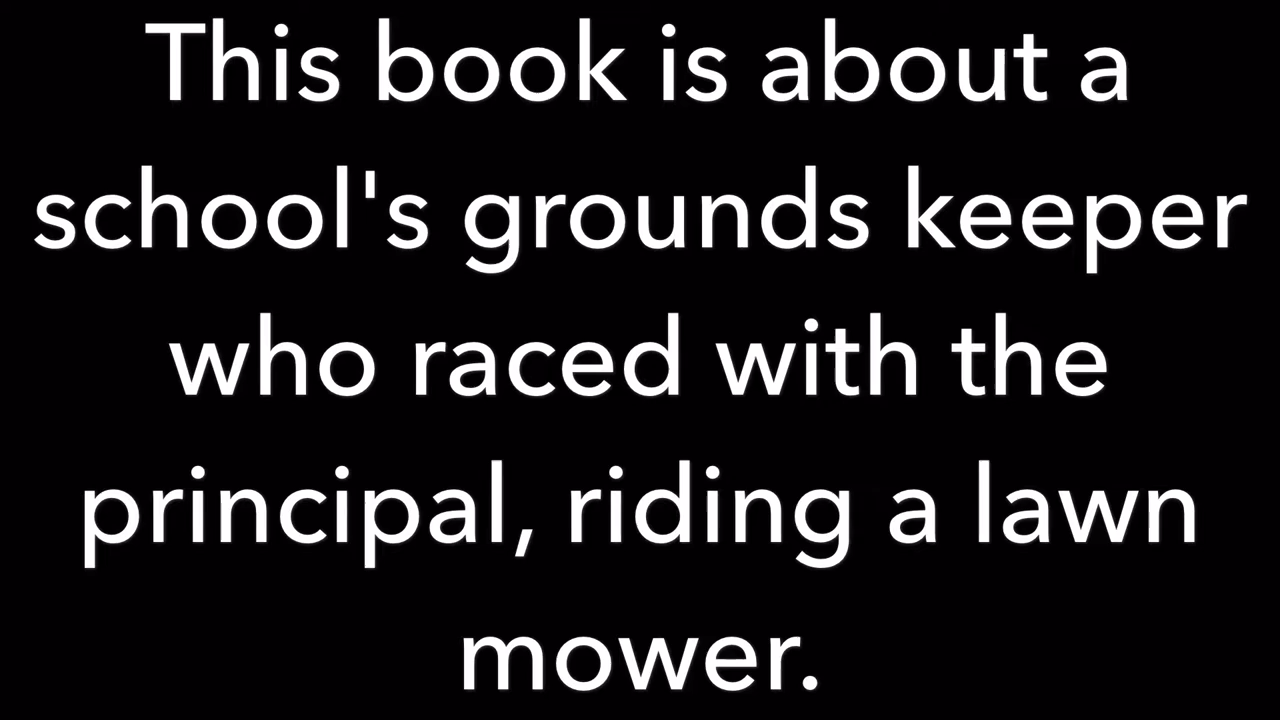 This book is about a
school's grounds keeper
who raced with the
principal, riding a lawn
mower.